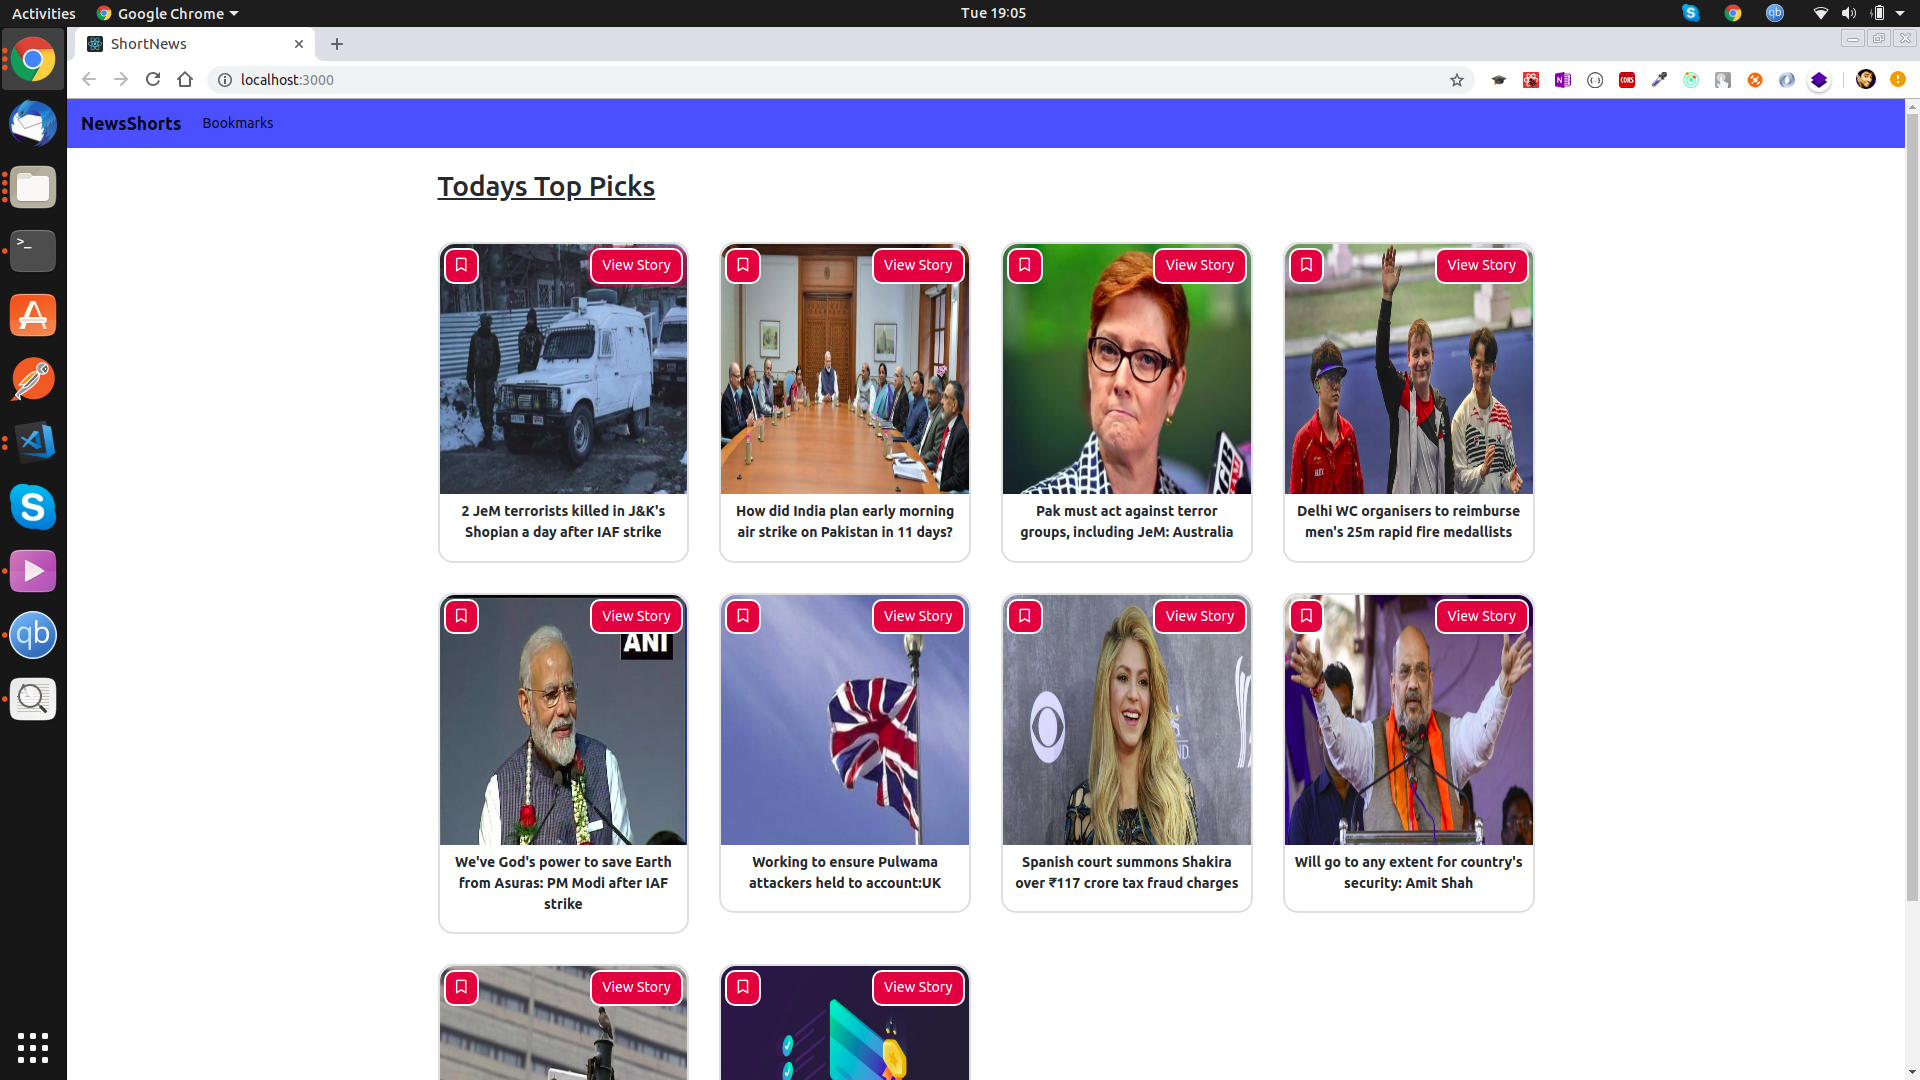 Activities Google Chrome Tue 19:05
ShortNews
localhost:3000
NewsShorts Bookmarks
Todays Top Picks
View Story View Story View Story View Story
2 JeM terrorists killed in J&K's
Shopian a day after IAF strike
How did India plan early morning
air strike on Pakistan in 11 days?
Pak must act against terror
groups, including JeM: Australia
Delhi WC organisers to reimburse
men's 25m rapid fire medallists
View Story View Story View Story View Story
ANI
We've God's power to save Earth
from Asuras: PM Modi after IAF
strike
Working to ensure Pulwama
attackers held to account:UK
Spanish court summons Shakira
over ₹117 crore tax fraud charges
Will go to any extent for country's
security: Amit Shah
View Story View Story
qb
CORS